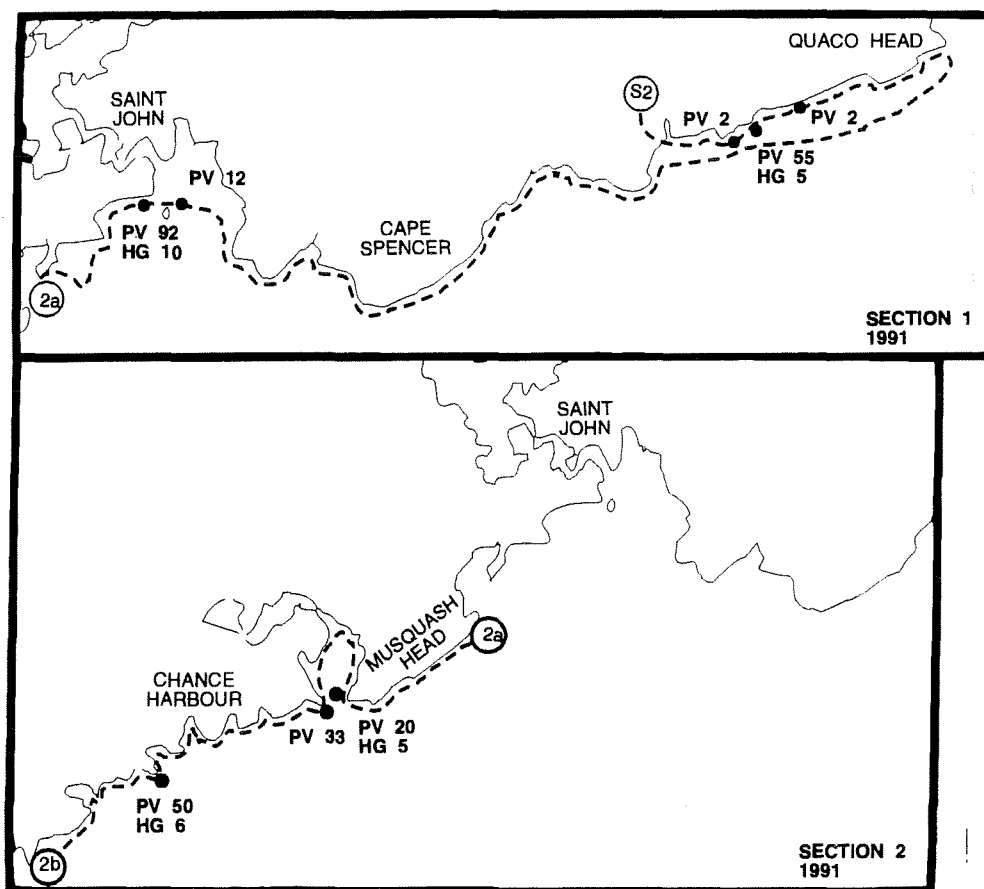 QUACO HEAD
SAINT
JOHN
S2
PV 2
PV 2
PV 55
HG 5
PV 12
PV 92
HG 10
CAPE
SPENCER
2a
SECTION 1
1991
SAINT
JOHN
MUSQUASH
HEAD
2a
CHANCE
HARBOUR
PV 33
PV 20
HG 5
PV 50
HG 6
2b
SECTION 2
1991